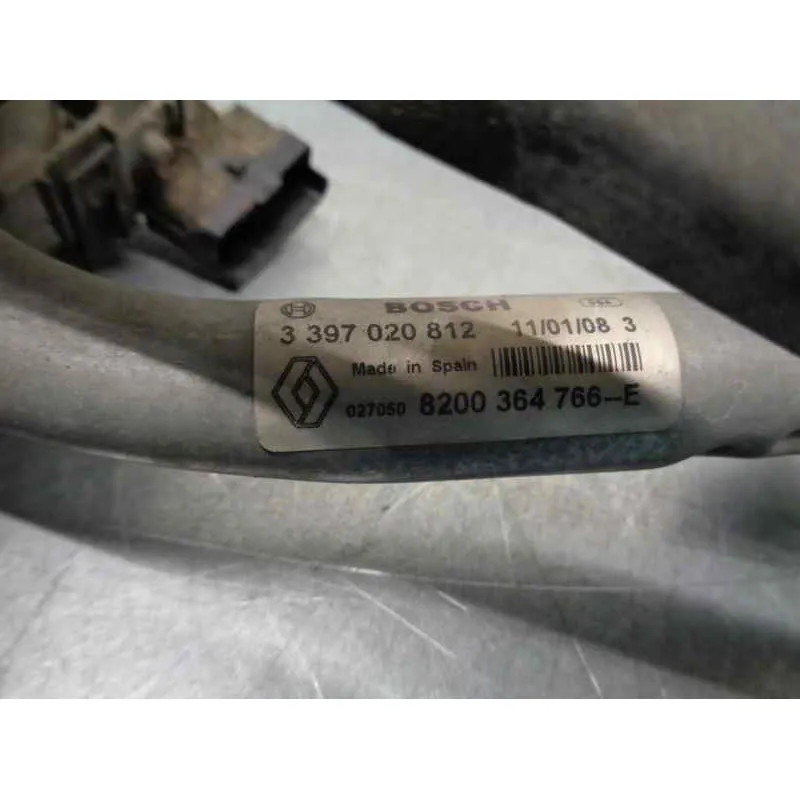 BOSCH
3 397 020 812 11/01/08 3
Made in Spain
027050 8200 364 766-E